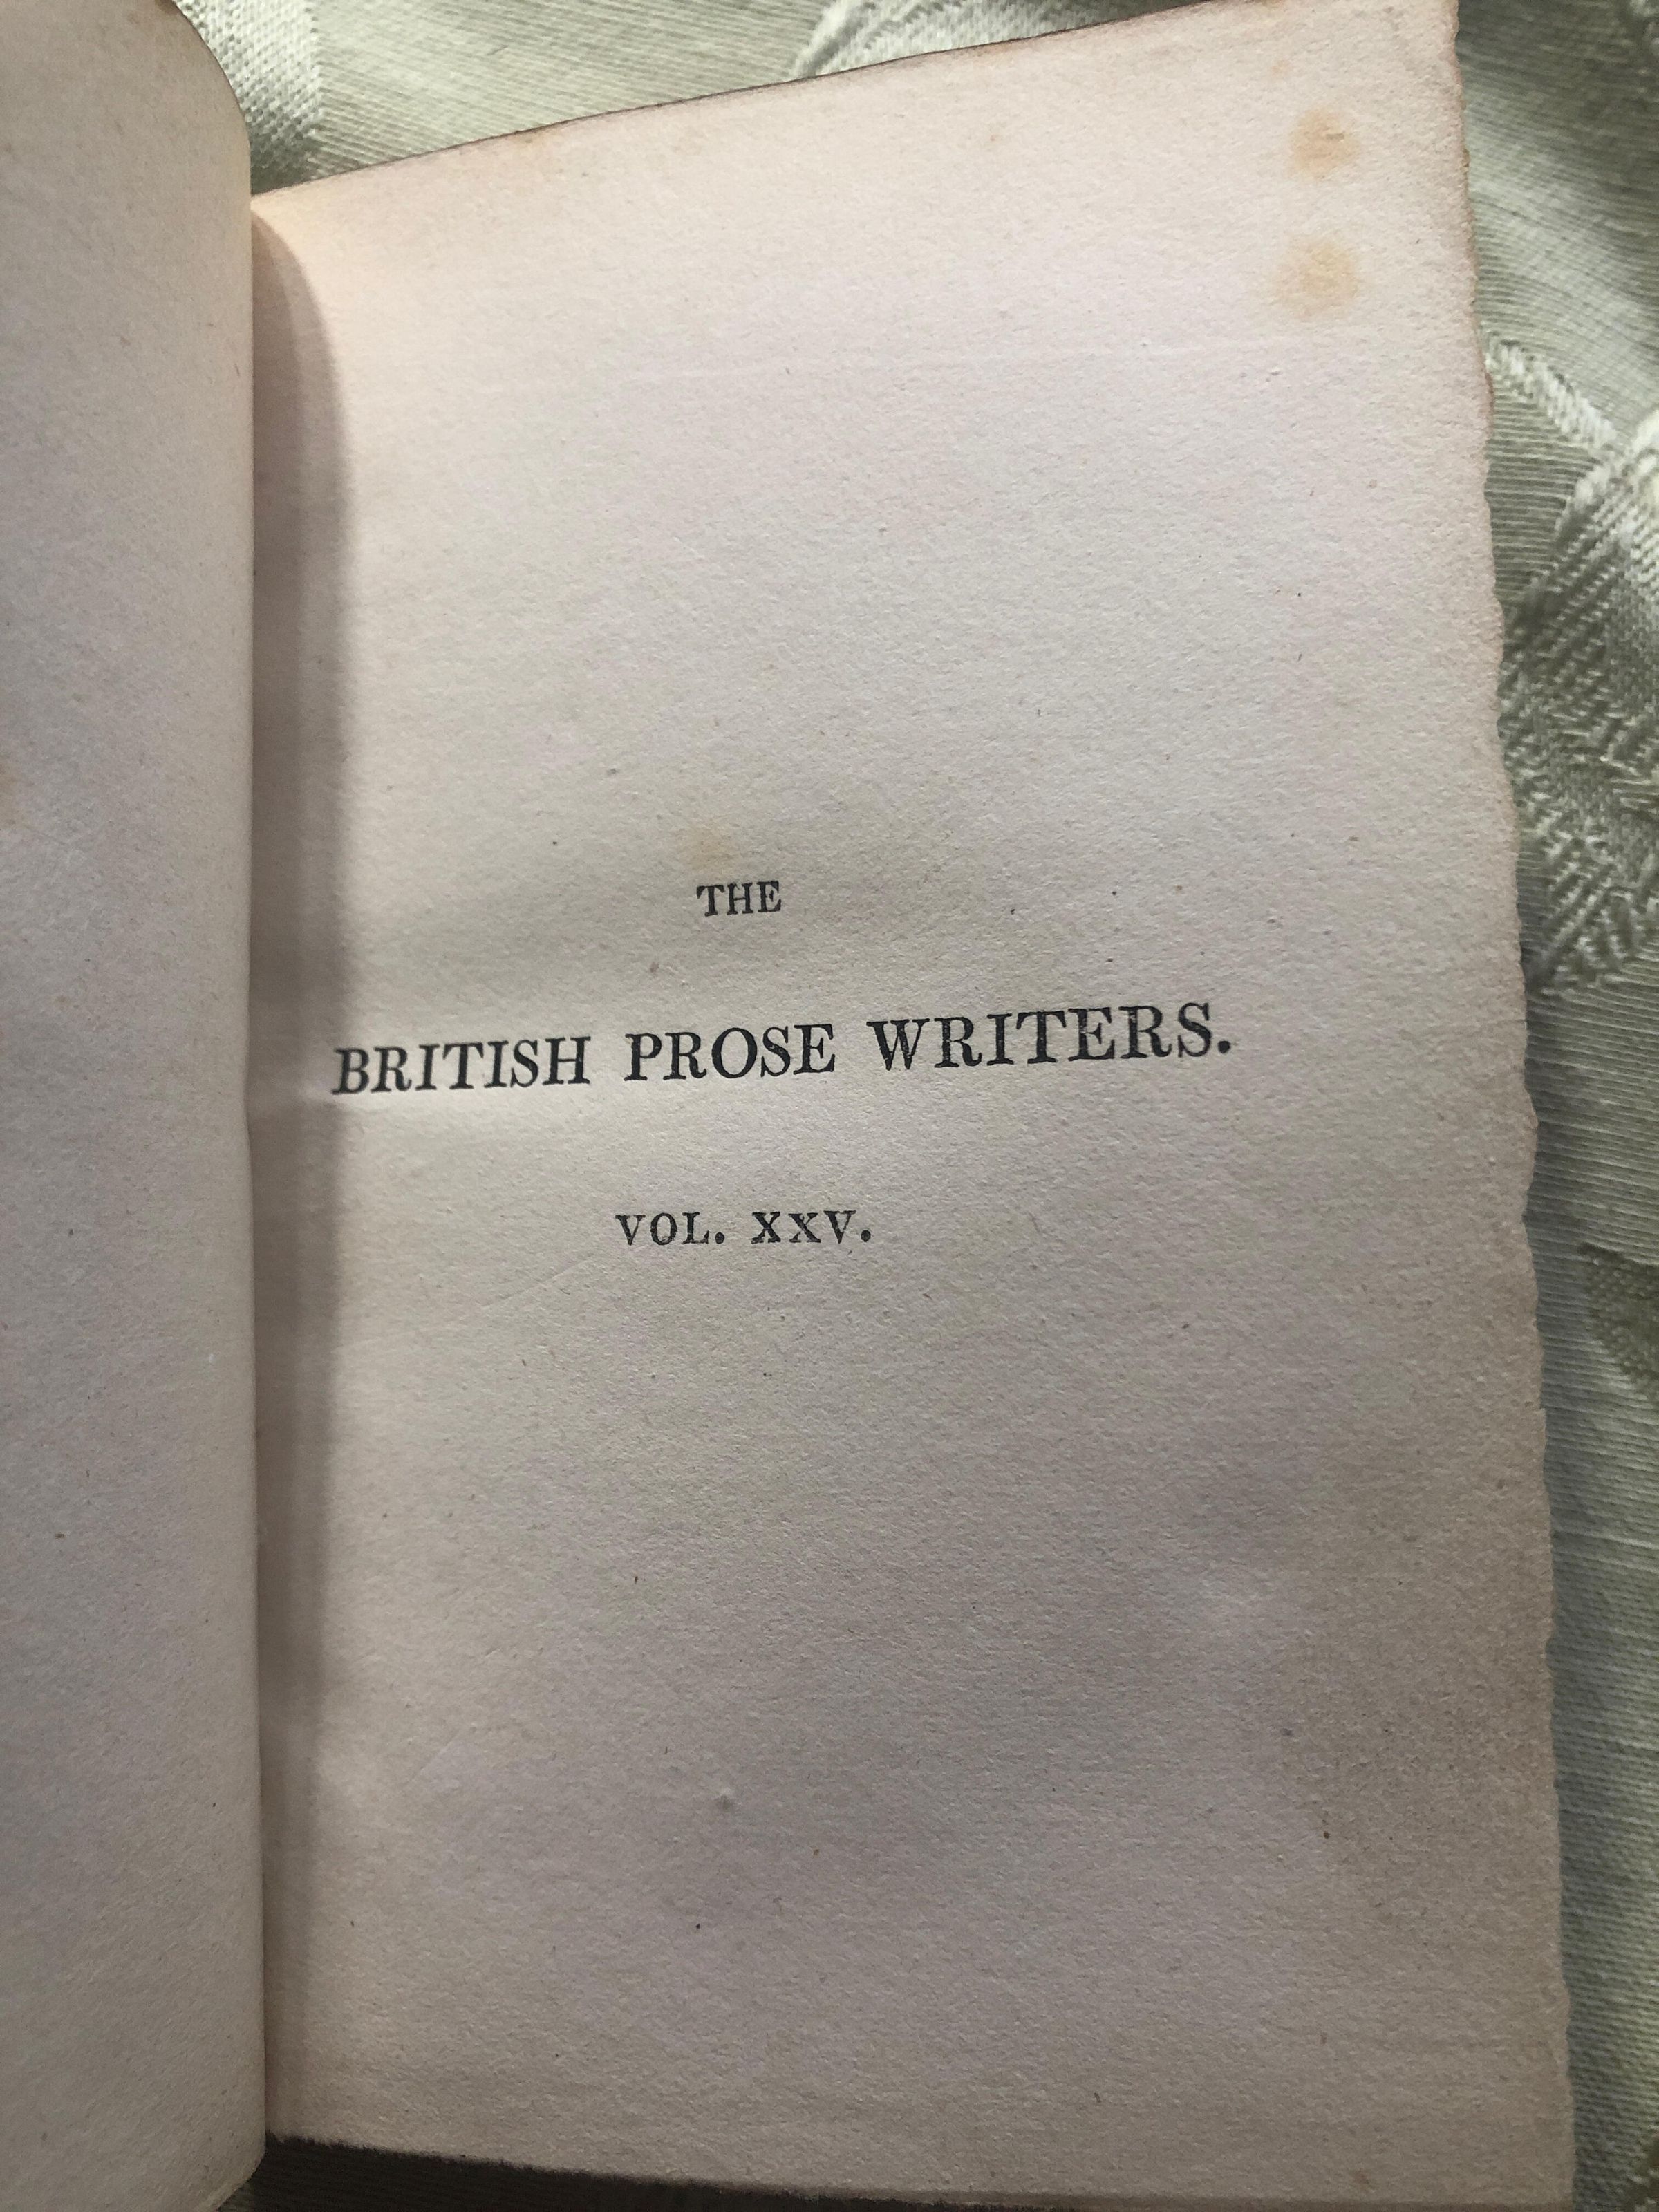 THE
BRITISH PROSE WRITERS.
VOL. XXV.